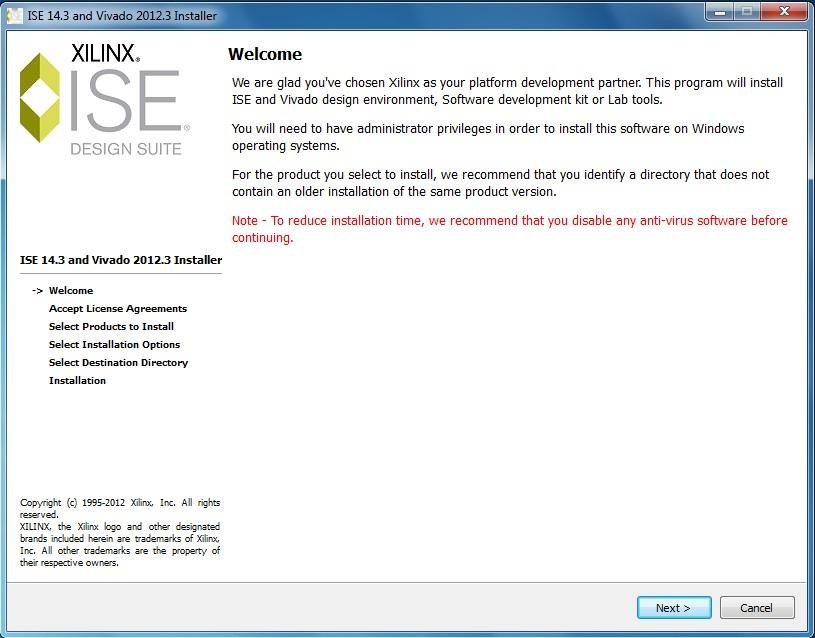 ISE 14.3 and Vivado 2012.3 Installer
XILINX®
ISE®
DESIGN SUITE
ISE 14.3 and Vivado 2012.3 Installer
-> Welcome
Accept License Agreements
Select Products to Install
Select Installation Options
Select Destination Directory
Installation
Copyright (c) 1995-2012 Xilinx, Inc. All rights
reserved.
XILINX, the Xilinx logo and other designated
brands included herein are trademarks of Xilinx,
Inc. All other trademarks are the property of
their respective owners.
Welcome
We are glad you've chosen Xilinx as your platform development partner. This program will install
ISE and Vivado design environment, Software development kit or Lab tools.
You will need to have administrator privileges in order to install this software on Windows
operating systems.
For the product you select to install, we recommend that you identify a directory that does not
contain an older installation of the same product version.
Note - To reduce installation time, we recommend that you disable any anti-virus software before
continuing.
Next >
Cancel